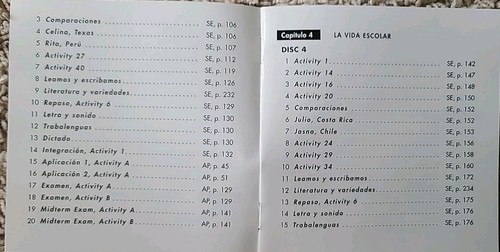 3 Comparaciones SE, p. 106
4 Celina, Texas SE, p. 106
5 Rita, Perú SE, p. 107
6 Activity 27 SE, p. 112
7 Activity 40 SE, p. 119
8 Leamos y escribamos SE, p. 126
9 Literatura y variedades SE, p. 232
10 Repaso, Activity 6 SE, p. 129
11 Letra y sonido SE, p. 130
12 Trabalenguas SE, p. 130
13 Dictado SE, p. 130
14 Integración, Activity 1 SE, p. 132
15 Aplicación 1, Activity A AP, p. 45
16 Aplicación 2, Activity A AP, p. 51
17 Examen, Activity A AP, p. 129
18 Examen, Activity B AP, p. 129
19 Midterm Exam, Activity A AP, p. 141
20 Midterm Exam, Activity B AP, p. 141
Capítulo 4 LA VIDA ESCOLAR
DISC 4
1 Activity 1 SE, p. 142
2 Activity 14 SE, p. 147
3 Activity 16 SE, p. 148
4 Activity 20 SE, p. 150
5 Comparaciones SE, p. 152
6 Julio, Costa Rica SE, p. 152
7 Jasna, Chile SE, p. 153
8 Activity 24 SE, p. 156
9 Activity 29 SE, p. 158
10 Activity 34 SE, p. 160
11 Leamos y escribamos SE, p. 172
12 Literatura y variedades SE, p. 234
13 Repaso, Activity 6 SE, p. 175
14 Letra y sonido SE, p. 176
15 Trabalenguas SE, p. 176